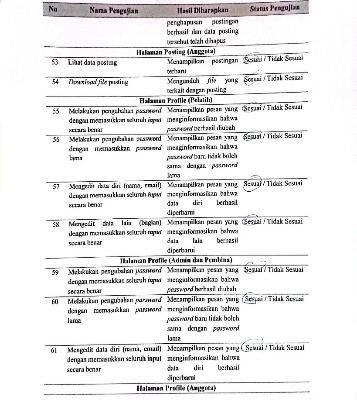 No Nama Pengujian Hasil Diharapkan Status Pengujian
penghapusan postingan
berhasil dan data posting
tersebut telah dihapus
Halaman Posting (Anggota)
53 Lihat data posting Menampilkan postingan Sesuai / Tidak Sesuai
terbaru
54 Download file posting Mengunduh file yang Sesuai / Tidak Sesuai
terkait dengan posting
Halaman Profile (Pelatih)
55 Melakukan pengubahan password Menampilkan pesan yang Sesuai / Tidak Sesuai
dengan memasukkan seluruh input menginformasikan bahwa
secara benar password berhasil diubah
56 Melakukan pengubahan password Menampilkan pesan yang Sesuai / Tidak Sesuai
dengan memasukkan password menginformasikan bahwa
lama password baru tidak boleh
sama dengan password
lama
57 Mengedit data diri (nama, email) Menampilkan pesan yang Sesuai / Tidak Sesuai
dengan memasukkan seluruh input menginformasikan bahwa
secara benar data diri berhasil
diperbarui
58 Mengedit data lain (bagian) Menampilkan pesan yang Sesuai / Tidak Sesuai
dengan memasukkan seluruh input menginformasikan bahwa
secara benar data lain berhasil
diperbarui
Halaman Profile (Admin dan Pembina)
59 Melakukan pengubahan password Menampilkan pesan yang Sesuai / Tidak Sesuai
dengan memasukkan seluruh input menginformasikan bahwa
secara benar password berhasil diubah
60 Melakukan pengubahan password Menampilkan pesan yang Sesuai / Tidak Sesuai
dengan memasukkan password menginformasikan bahwa
lama password baru tidak boleh
sama dengan password
lama
61 Mengedit data diri (nama, email) Menampilkan pesan yang Sesuai / Tidak Sesuai
dengan memasukkan seluruh input menginformasikan bahwa
secara benar data diri berhasil
diperbarui
Halaman Profile (Anggota)